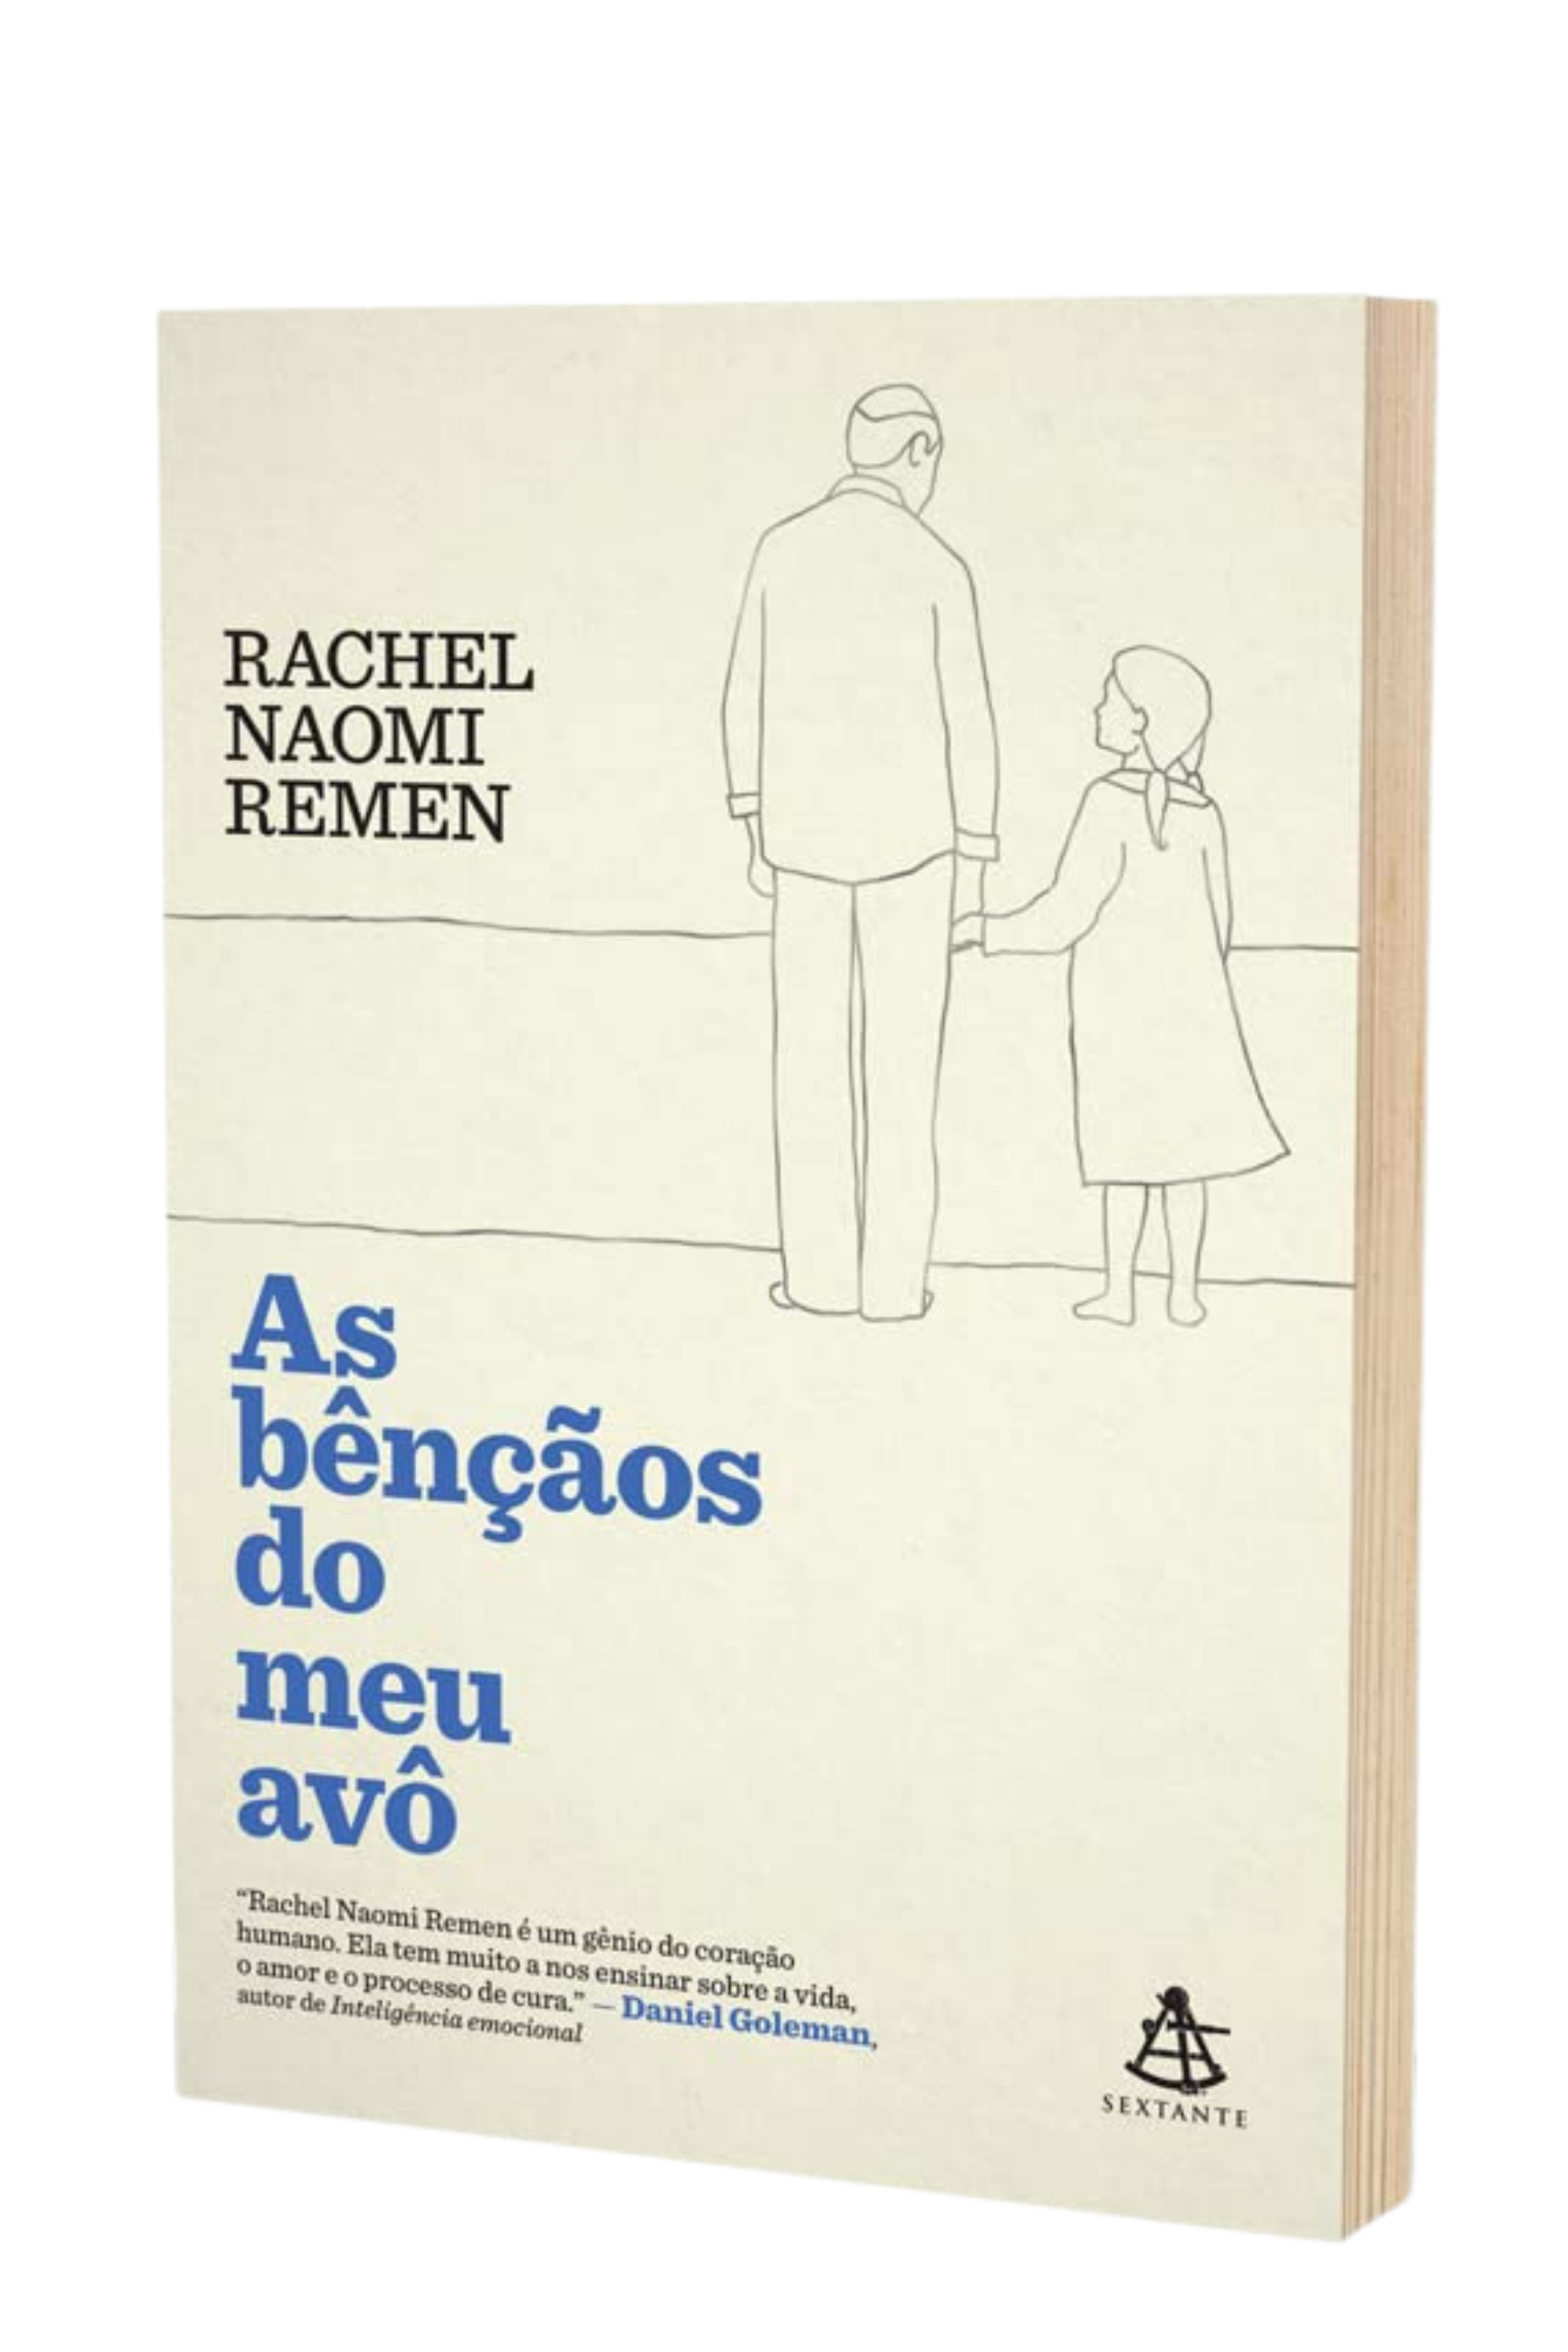 RACHEL
NAOMI
REMEN
As
bênçãos
do
meu
avô
“Rachel Naomi Remen é um gênio do coração
humano. Ela tem muito a nos ensinar sobre a vida,
o amor e o processo de cura.” — Daniel Goleman,
autor de Inteligência emocional
SEXTANTE